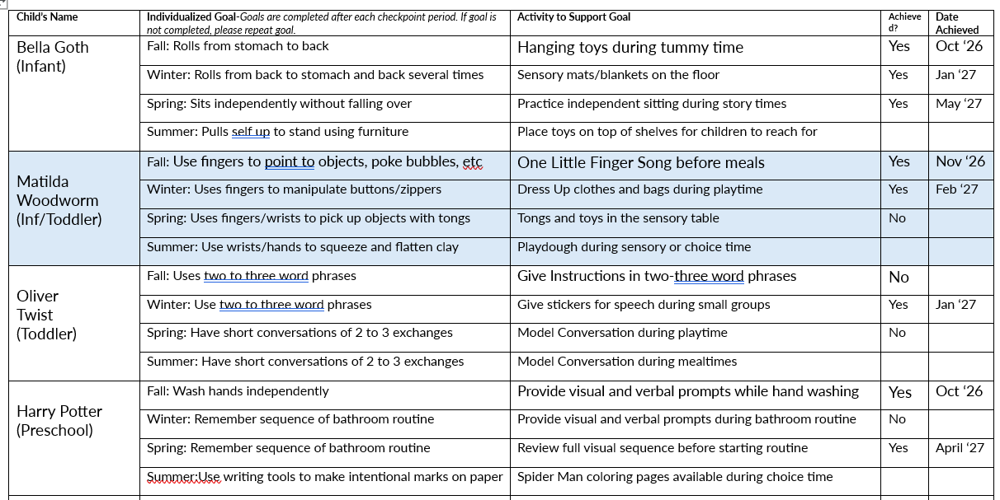 Child's Name
Individualized Goal-Goals are completed after each checkpoint period. If goal is
not completed, please repeat goal.
Activity to Support Goal
Achieve
d?
Date
Achieved
Bella Goth
(Infant)
Fall: Rolls from stomach to back
Hanging toys during tummy time
Yes
Oct ‘26
Winter: Rolls from back to stomach and back several times
Sensory mats/blankets on the floor
Yes
Jan ‘27
Spring: Sits independently without falling over
Practice independent sitting during story times
Yes
May ‘27
Summer: Pulls self up to stand using furniture
Place toys on top of shelves for children to reach for
Matilda
Woodworm
(Inf/Toddler)
Fall: Use fingers to point to objects, poke bubbles, etc
One Little Finger Song before meals
Yes
Nov ‘26
Winter: Uses fingers to manipulate buttons/zippers
Dress Up clothes and bags during playtime
Yes
Feb ‘27
Spring: Uses fingers/wrists to pick up objects with tongs
Tongs and toys in the sensory table
No
Summer: Use wrists/hands to squeeze and flatten clay
Playdough during sensory or choice time
Oliver
Twist
(Toddler)
Fall: Uses two to three word phrases
Give Instructions in two-three word phrases
No
Winter: Use two to three word phrases
Give stickers for speech during small groups
Yes
Jan ‘27
Spring: Have short conversations of 2 to 3 exchanges
Model Conversation during playtime
No
Summer: Have short conversations of 2 to 3 exchanges
Model Conversation during mealtimes
Harry Potter
(Preschool)
Fall: Wash hands independently
Provide visual and verbal prompts while hand washing
Yes
Oct ‘26
Winter: Remember sequence of bathroom routine
Provide visual and verbal prompts during bathroom routine
No
Spring: Remember sequence of bathroom routine
Review full visual sequence before starting routine
Yes
April ‘27
Summer:Use writing tools to make intentional marks on paper
Spider Man coloring pages available during choice time